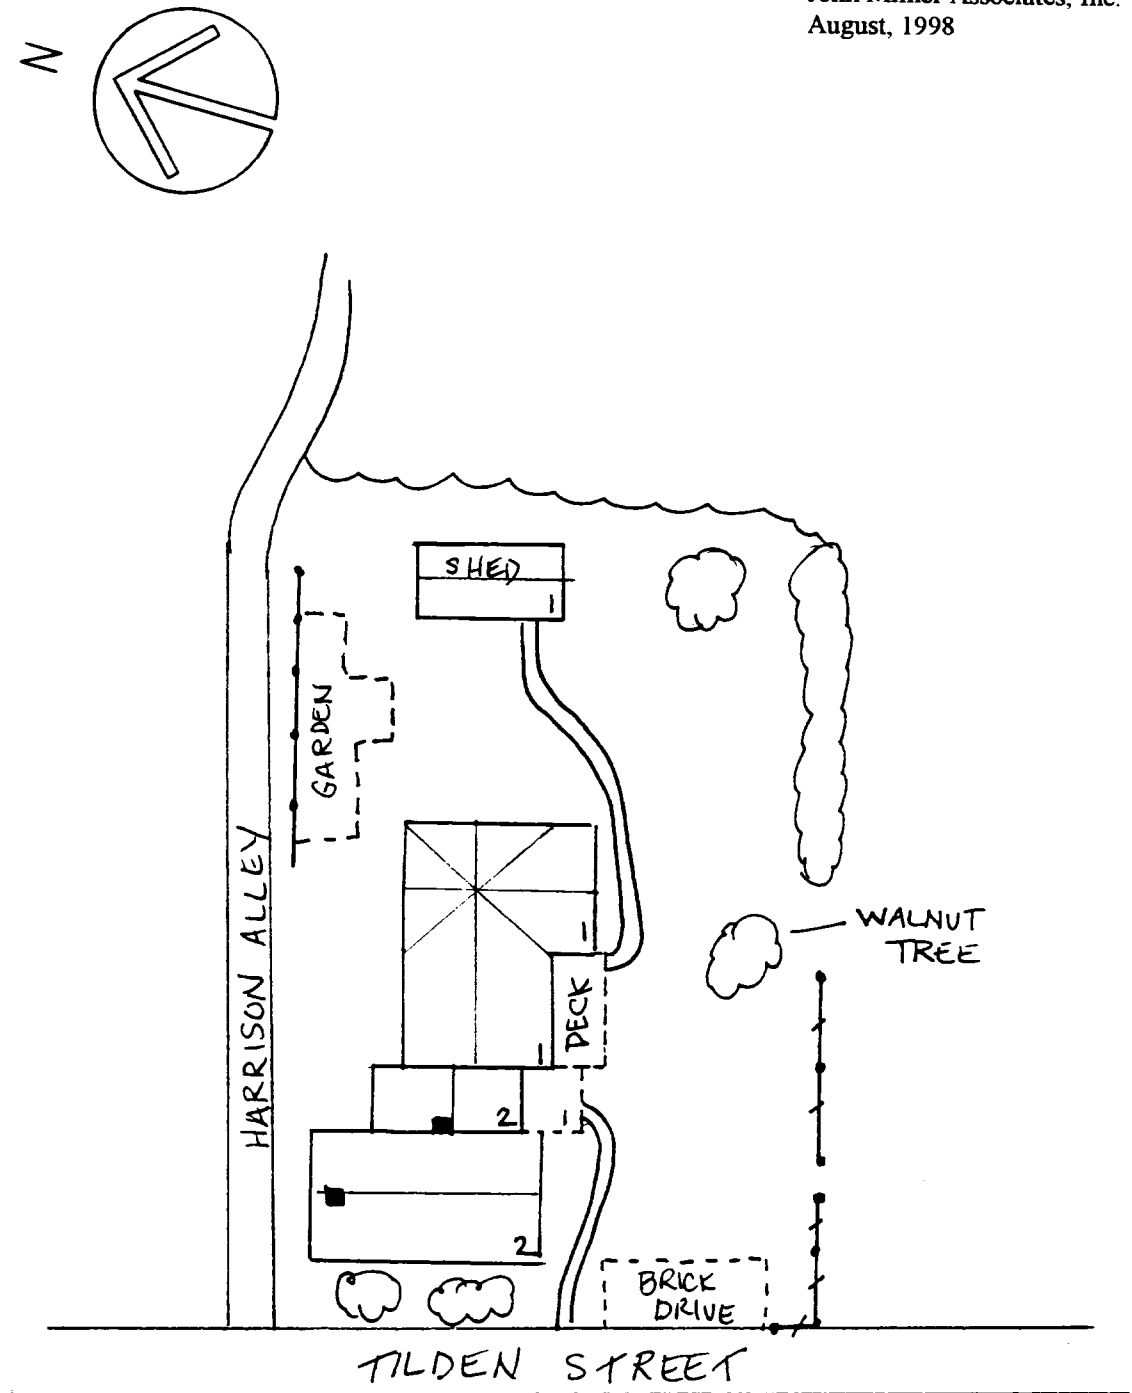 August, 1998
N
SHED
1
GARDEN
HARRISON ALLEY
1
WALNUT
TREE
DECK
1
2
1
2
BRICK
DRIVE
TILDEN STREET